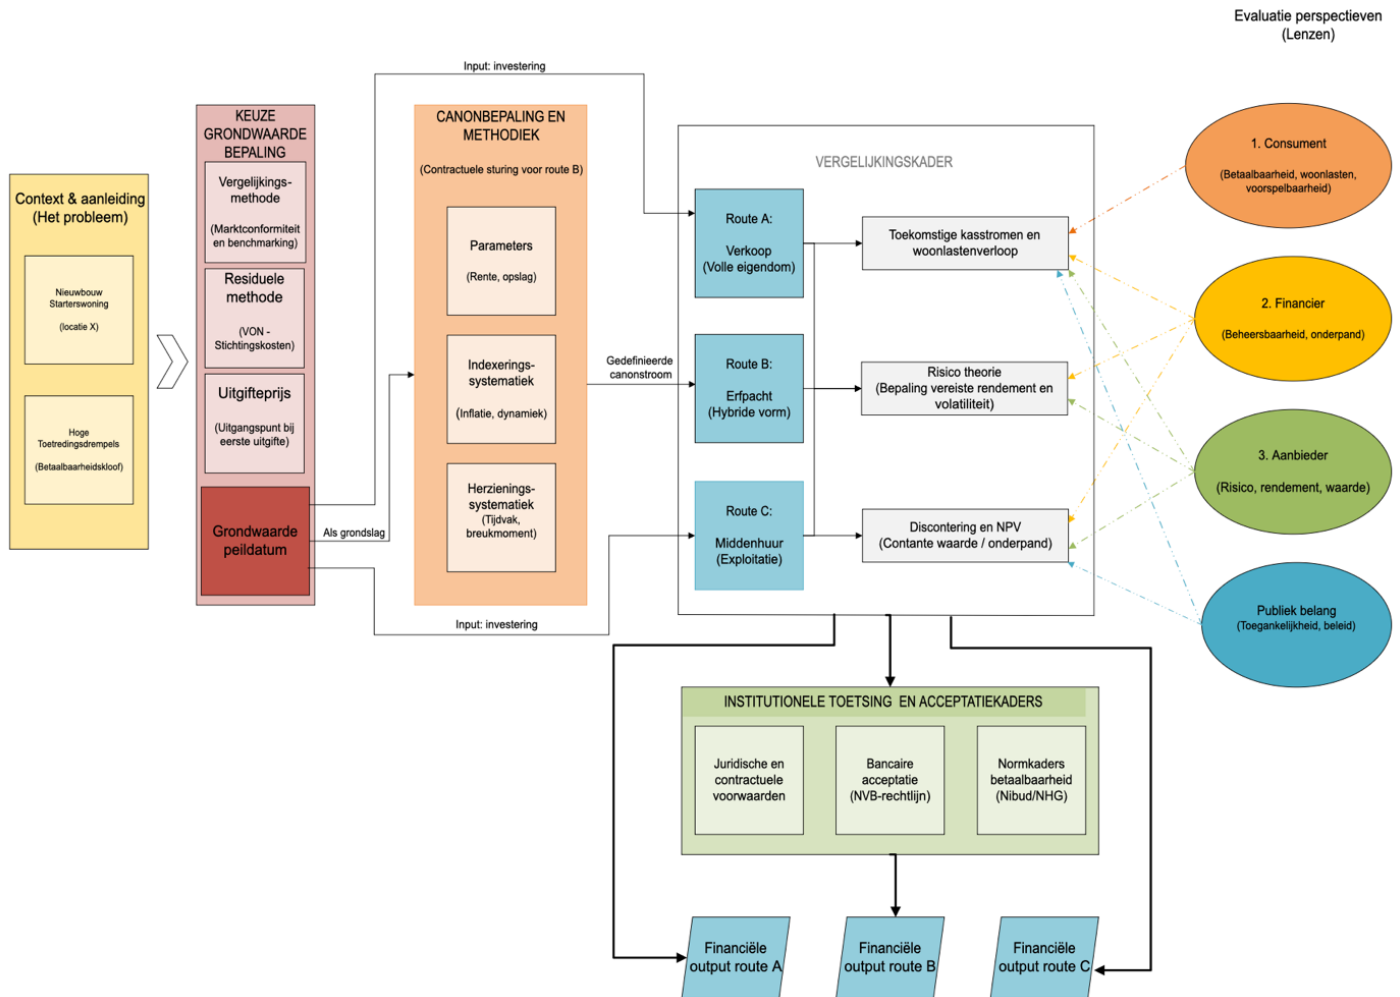 Evaluatie perspectieven
(Lenzen)
Context & aanleiding
(Het probleem)
Nieuwbouw
Starterswoning
(locatie X)
Hoge
Toetredingsdrempels
(Betaalbaarheidskloof)
KEUZE
GRONDWAARDE
BEPALING
Vergelijkings-
methode
(Marktconformiteit
en benchmarking)
Residuele
methode
(VON -
Stichtingskosten)
Uitgifteprijs
(Uitgangspunt bij
eerste uitgifte)
Grondwaarde
peildatum
Input: investering
Als grondslag
Input: investering
CANONBEPALING EN
METHODIEK
(Contractuele sturing voor route B)
Parameters
(Rente, opslag)
Indexerings-
systematiek
(Inflatie, dynamiek)
Herzienings-
systematiek
(Tijdvak,
breukmoment)
Gedefinieerde
canonstroom
VERGELIJKINGSKADER
Route A:
Verkoop
(Volle eigendom)
Route B:
Erfpacht
(Hybride vorm)
Route C:
Middenhuur
(Exploitatie)
Toekomstige kasstromen en
woonlastenverloop
Risico theorie
(Bepaling vereiste rendement en
volatiliteit)
Discontering en NPV
(Contante waarde / onderpand)
1. Consument
(Betaalbaarheid, woonlasten,
voorspelbaarheid)
2. Financier
(Beheersbaarheid, onderpand)
3. Aanbieder
(Risico, rendement, waarde)
Publiek belang
(Toegankelijkheid, beleid)
INSTITUTIONELE TOETSING EN ACCEPTATIEKADERS
Juridische en
contractuele
voorwaarden
Bancaire
acceptatie
(NVB-rechtlijn)
Normkaders
betaalbaarheid
(Nibud/NHG)
Financiële
output route A
Financiële
output route B
Financiële
output route C